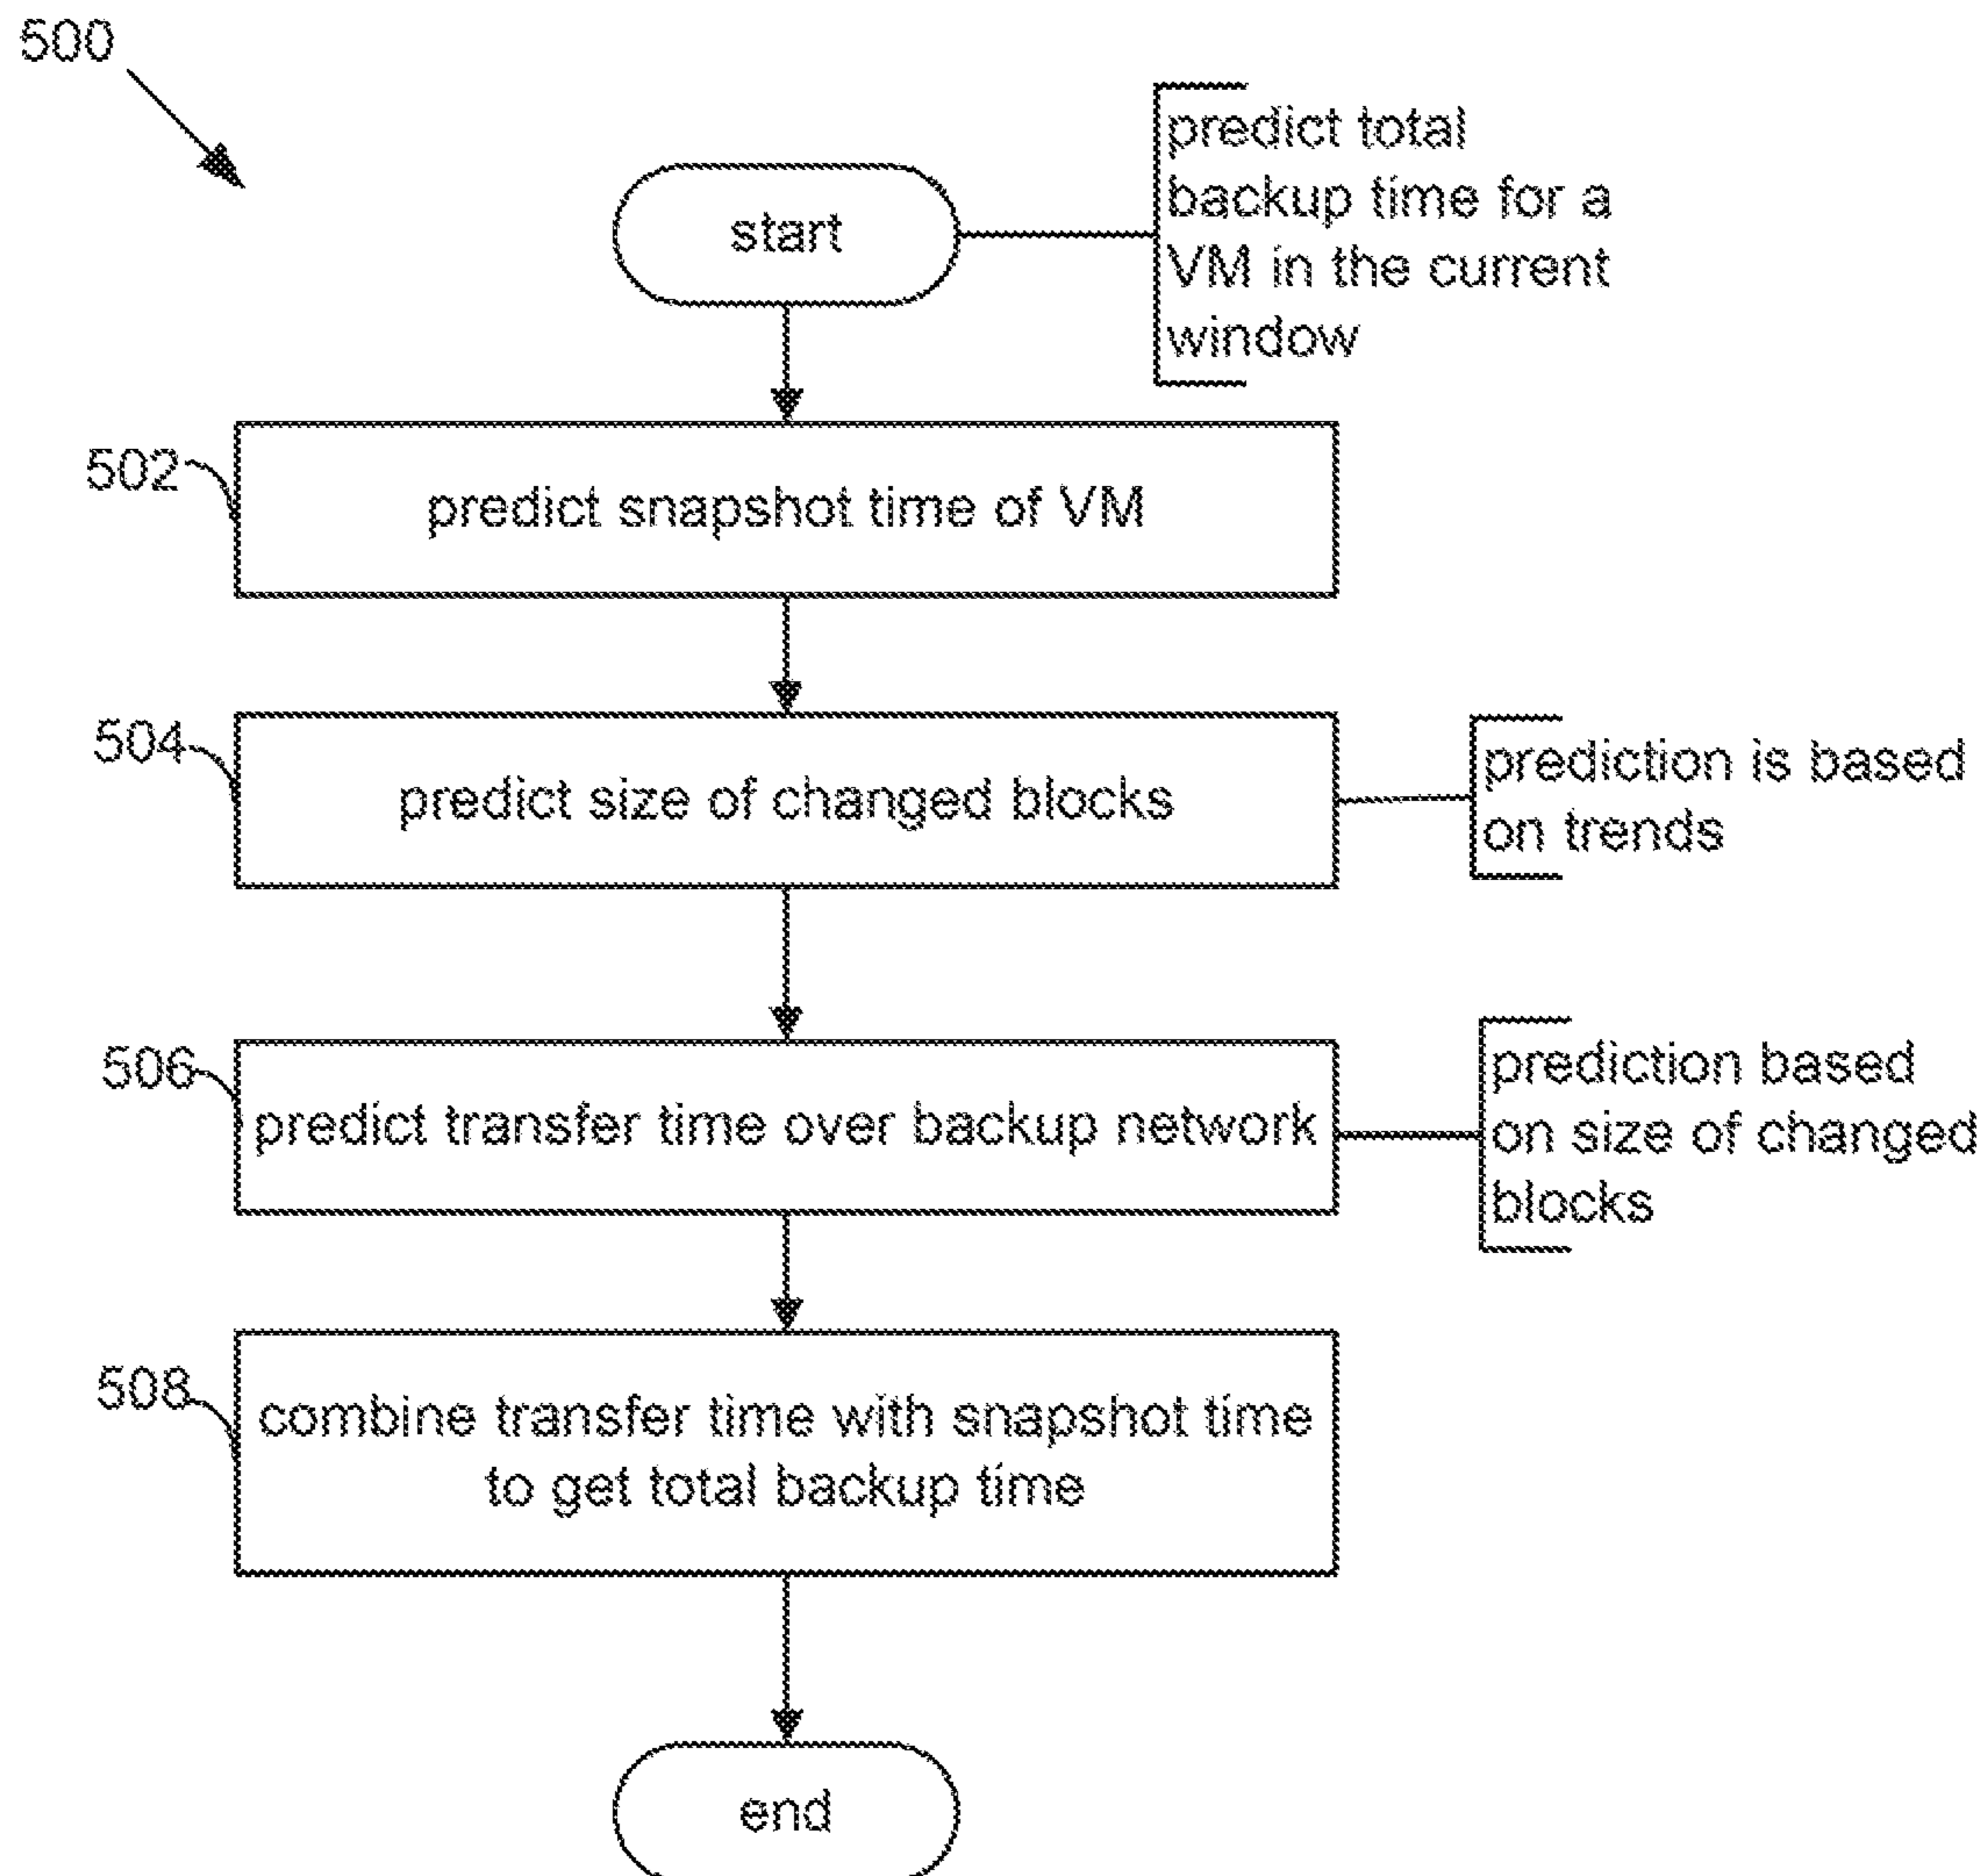 500
predict total
backup time for a
VM in the current
window
start
502
predict snapshot time of VM
504
predict size of changed blocks
prediction is based
on trends
506
predict transfer time over backup network
prediction based
on size of changed
blocks
508
combine transfer time with snapshot time
to get total backup time
end